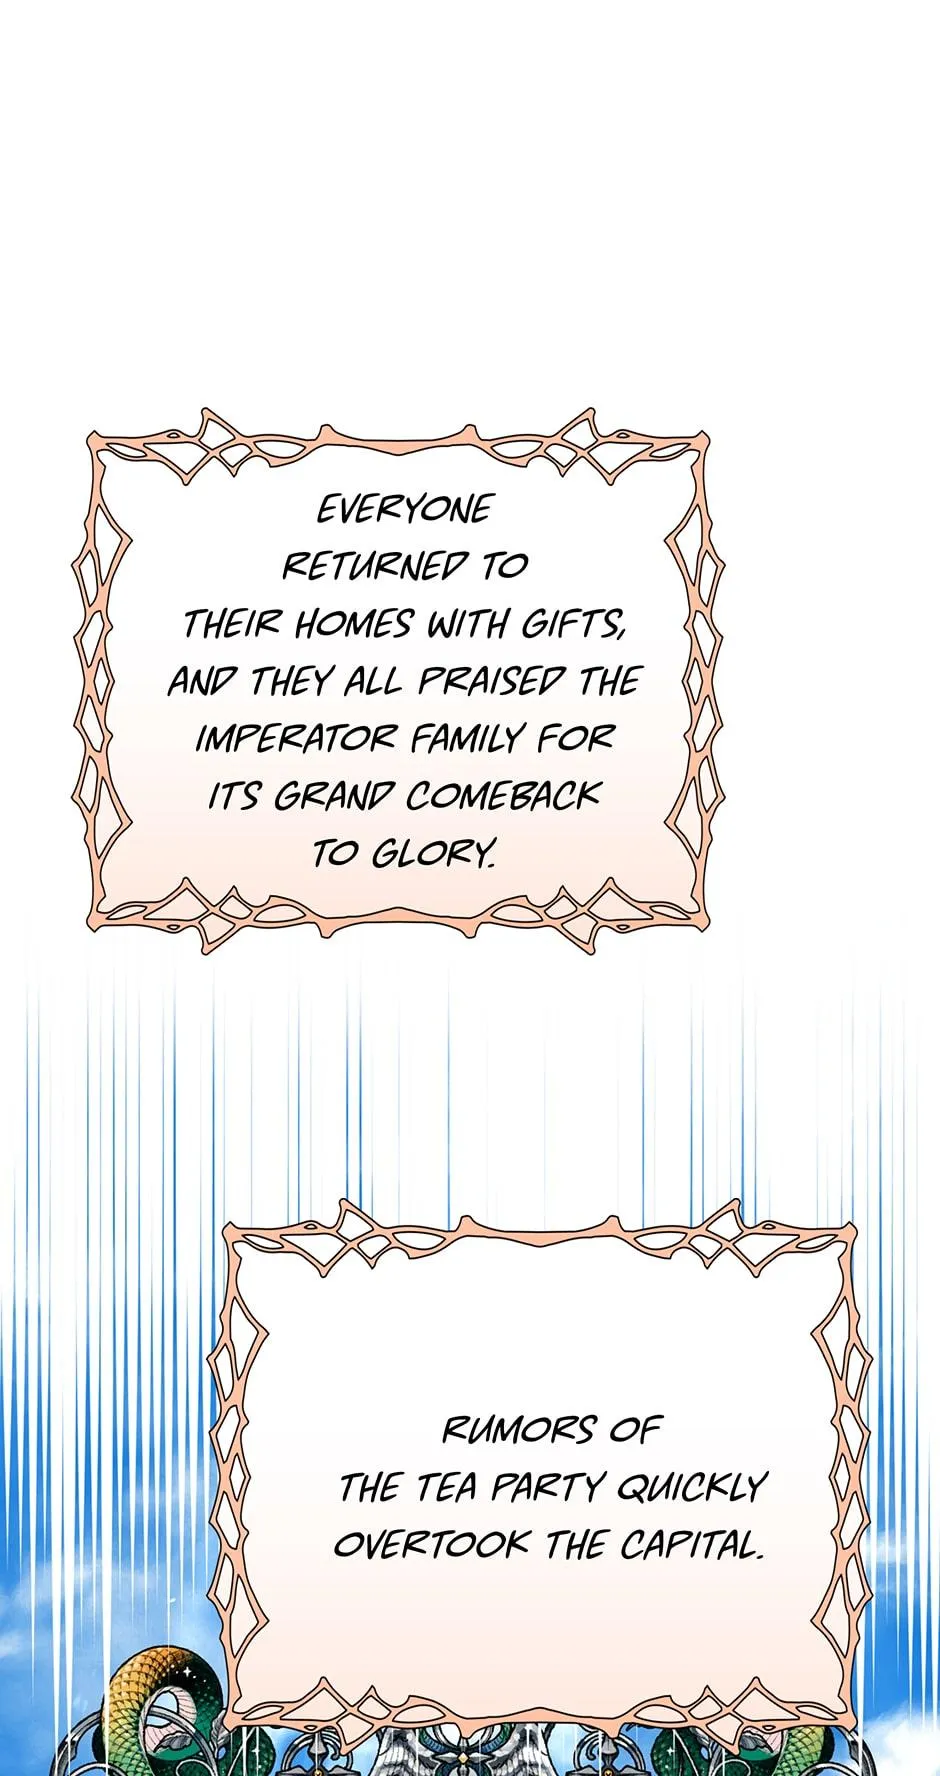 EVERYONE
RETURNED TO
THEIR HOMES WITH GIFTS,
AND THEY ALL PRAISED THE
IMPERATOR FAMILY FOR
ITS GRAND COMEBACK
TO GLORY.
RUMORS OF
THE TEA PARTY QUICKLY
OVERTOOK THE CAPITAL.